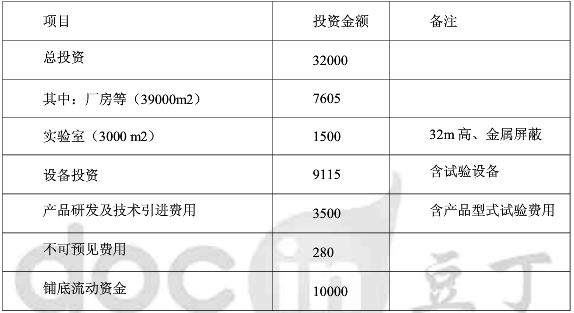 项目 投资金额 备注
总投资 32000
其中：厂房等（39000m2） 7605
实验室（3000 m2） 1500 32m 高、金属屏蔽
设备投资 9115 含试验设备
产品研发及技术引进费用 3500 含产品型式试验费用
不可预见费用 280
铺底流动资金 10000
docin 豆丁